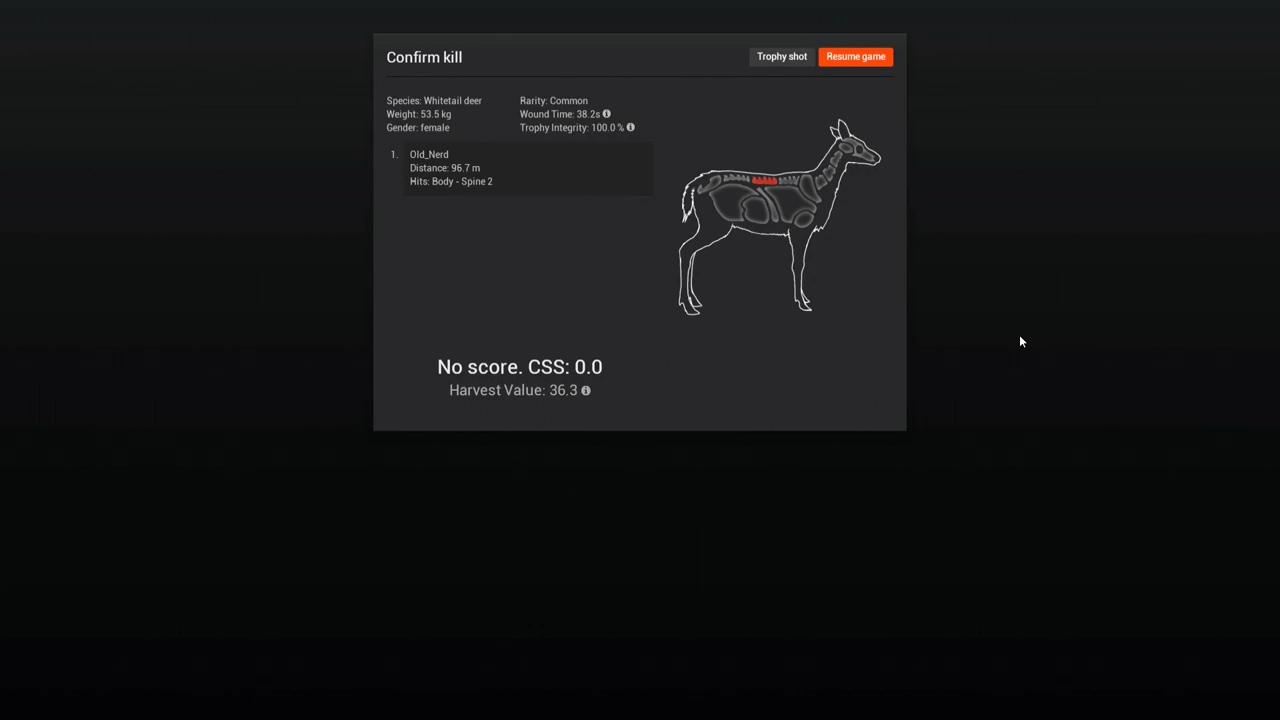 Confirm kill
Trophy shot
Resume game
Species: Whitetail deer
Rarity: Common
Weight: 53.5 kg
Wound Time: 38.2s
Gender: female
Trophy Integrity: 100.0 %
1. Old_Nerd
Distance: 96.7 m
Hits: Body - Spine 2
No score. CSS: 0.0
Harvest Value: 36.3